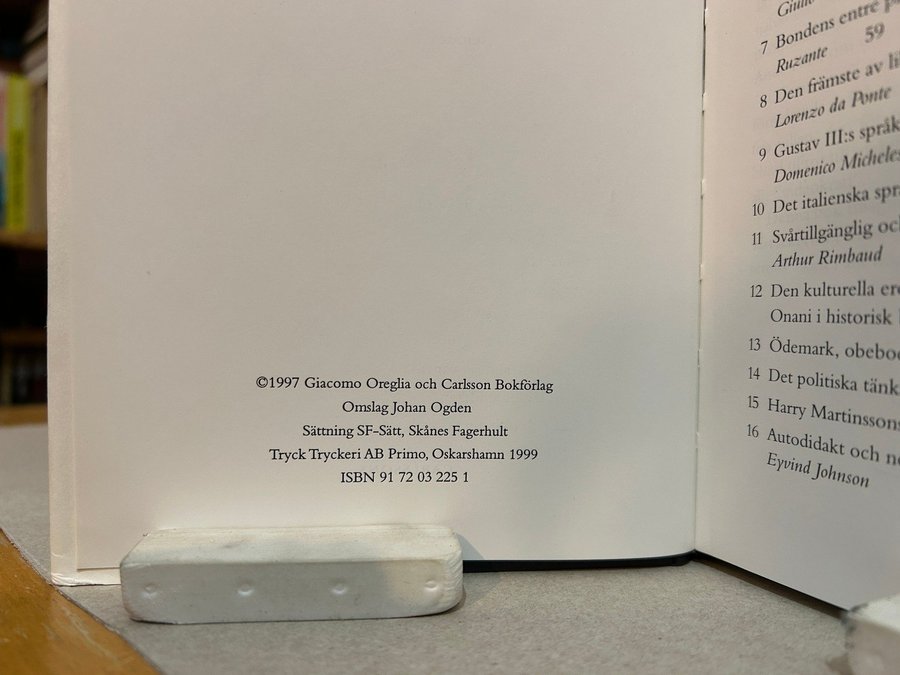 ©1997 Giacomo Oreglia och Carlsson Bokförlag
Omslag Johan Ogden
Sättning SF-Sätt, Skånes Fagerhult
Tryck Tryckeri AB Primo, Oskarshamn 1999
ISBN 91 72 03 225 1
7 Bondens entré
Ruzante 59
8 Den främste av
Lorenzo da Ponte
9 Gustav III:s
Domenico
10 Det italienska
11 Svårtillgänglig
Arthur Rimbaud
12 Den kulturella
Onani i historisk
13 Ödemark,
14 Det politiska
15 Harry
16 Autodidakt och
Eyvind Johnson